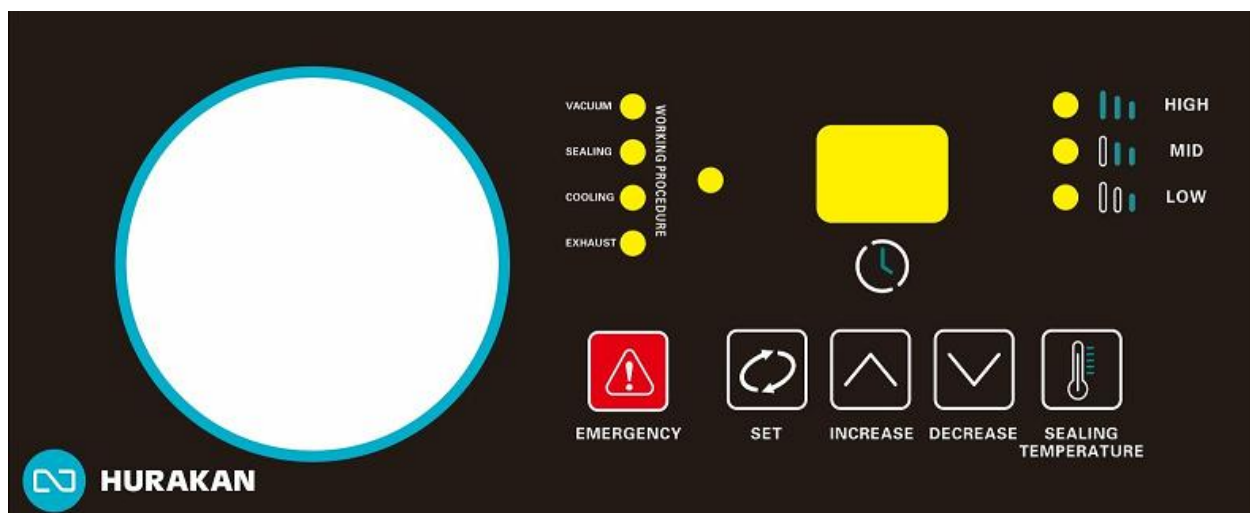 VACUUM
SEALING
COOLING
EXHAUST
WORKING PROCEDURE
HIGH
MID
LOW
EMERGENCY
SET
INCREASE
DECREASE
SEALING
TEMPERATURE
HURAKAN